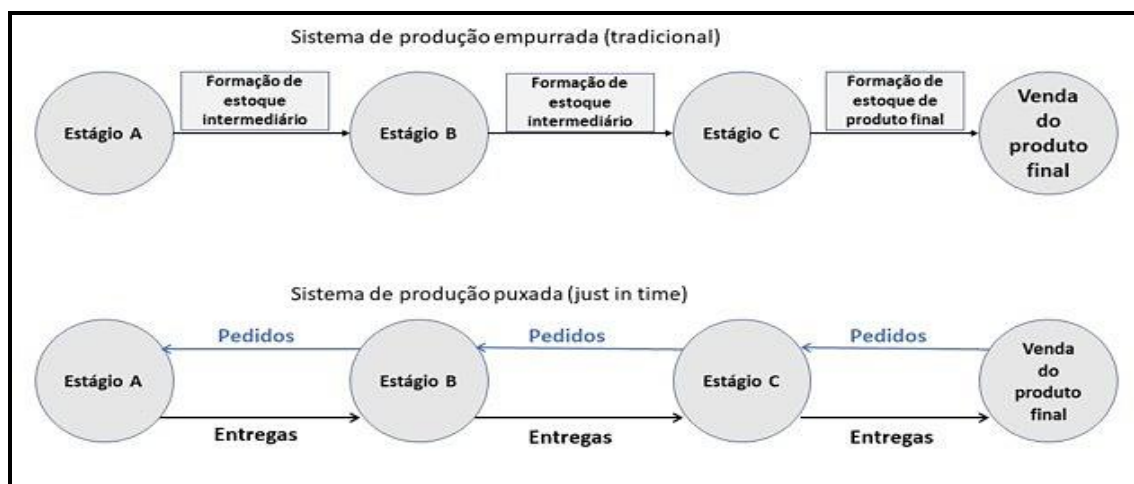 Sistema de produção empurrada (tradicional)
Estágio A
Formação de
estoque
intermediário
Estágio B
Formação de
estoque
intermediário
Estágio C
Formação de
estoque de
produto final
Venda
do
produto
final
Sistema de produção puxada (just in time)
Estágio A
Pedidos
Entregas
Estágio B
Pedidos
Entregas
Estágio C
Pedidos
Entregas
Venda
do
produto
final